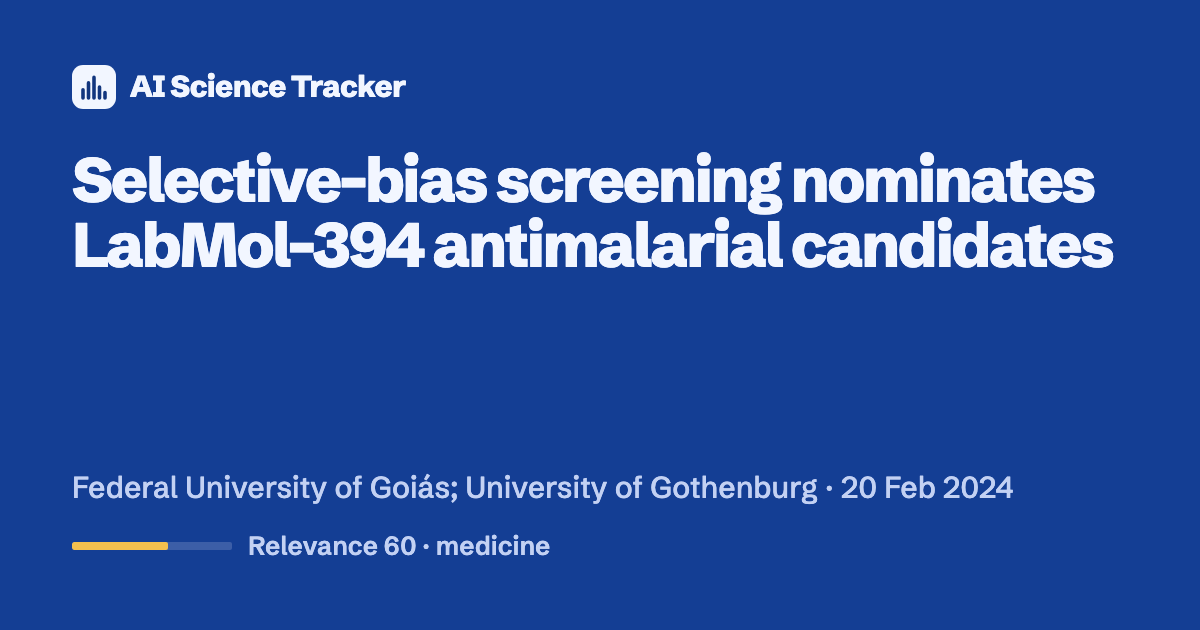 AI Science Tracker
Selective-bias screening nominates
LabMol-394 antimalarial candidates
Federal University of Goiás; University of Gothenburg · 20 Feb 2024
Relevance 60 · medicine